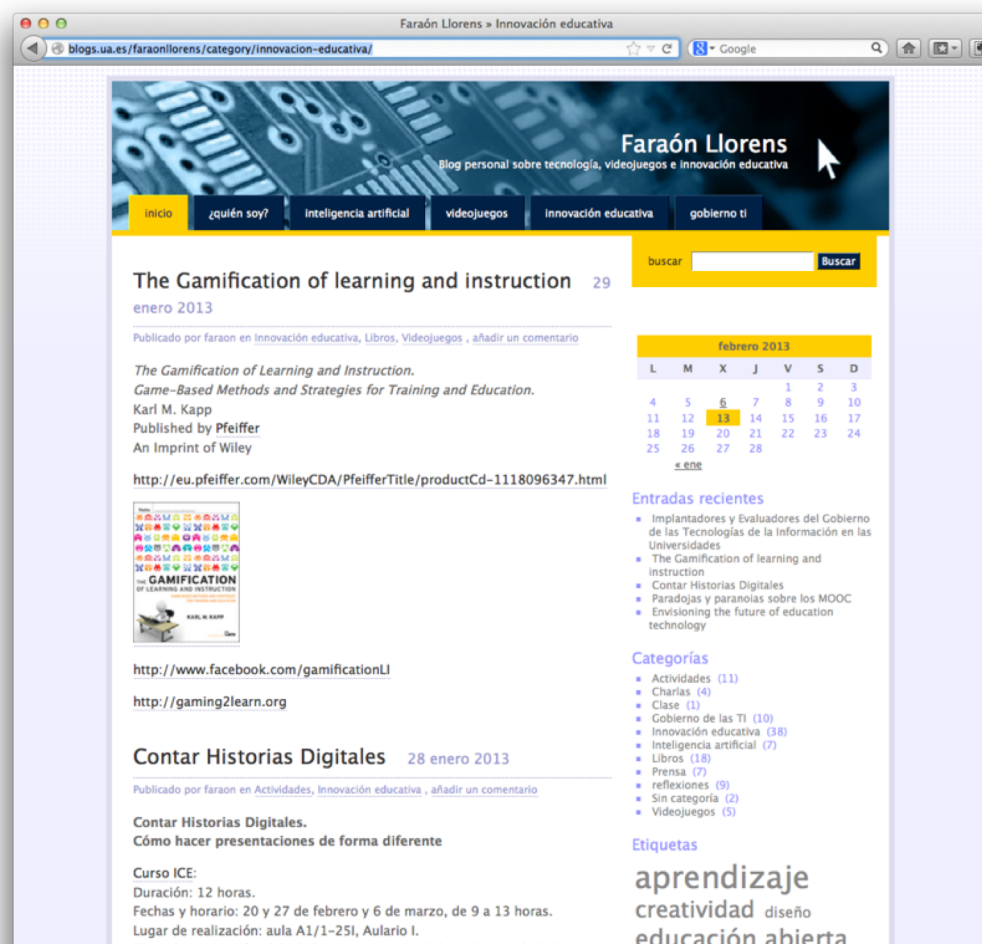 Faraón Llorens » Innovación educativa
blogs.ua.es/faraonllorens/category/innovacion-educativa/
Google
Faraón Llorens
Blog personal sobre tecnología, videojuegos e innovación educativa
inicio
¿quién soy?
inteligencia artificial
videojuegos
innovación educativa
gobierno ti
buscar
Buscar
The Gamification of learning and instruction 29
enero 2013
Publicado por faraon en Innovación educativa, Libros, Videojuegos , añadir un comentario
The Gamification of Learning and Instruction.
Game-Based Methods and Strategies for Training and Education.
Karl M. Kapp
Published by Pfeiffer
An Imprint of Wiley
http://eu.pfeiffer.com/WileyCDA/PfeifferTitle/productCd-1118096347.html
THE GAMIFICATION
OF LEARNING AND INSTRUCTION
KARL M. KAPP
http://www.facebook.com/gamificationLI
http://gaming2learn.org
Contar Historias Digitales 28 enero 2013
Publicado por faraon en Actividades, Innovación educativa , añadir un comentario
Contar Historias Digitales.
Cómo hacer presentaciones de forma diferente
Curso ICE:
Duración: 12 horas.
Fechas y horario: 20 y 27 de febrero y 6 de marzo, de 9 a 13 horas.
Lugar de realización: aula A1/1-25I, Aulario I.
febrero 2013
L M X J V S D
1 2 3
4 5 6 7 8 9 10
11 12 13 14 15 16 17
18 19 20 21 22 23 24
25 26 27 28
« ene
Entradas recientes
Implantadores y Evaluadores del Gobierno
de las Tecnologías de la Información en las
Universidades
The Gamification of learning and
instruction
Contar Historias Digitales
Paradojas y paranoias sobre los MOOC
Envisioning the future of education
technology
Categorías
Actividades (11)
Charlas (4)
Clase (1)
Gobierno de las TI (10)
Innovación educativa (38)
Inteligencia artificial (7)
Libros (18)
Prensa (7)
reflexiones (9)
Sin categoría (2)
Videojuegos (5)
Etiquetas
aprendizaje
creatividad diseño
educación abierta